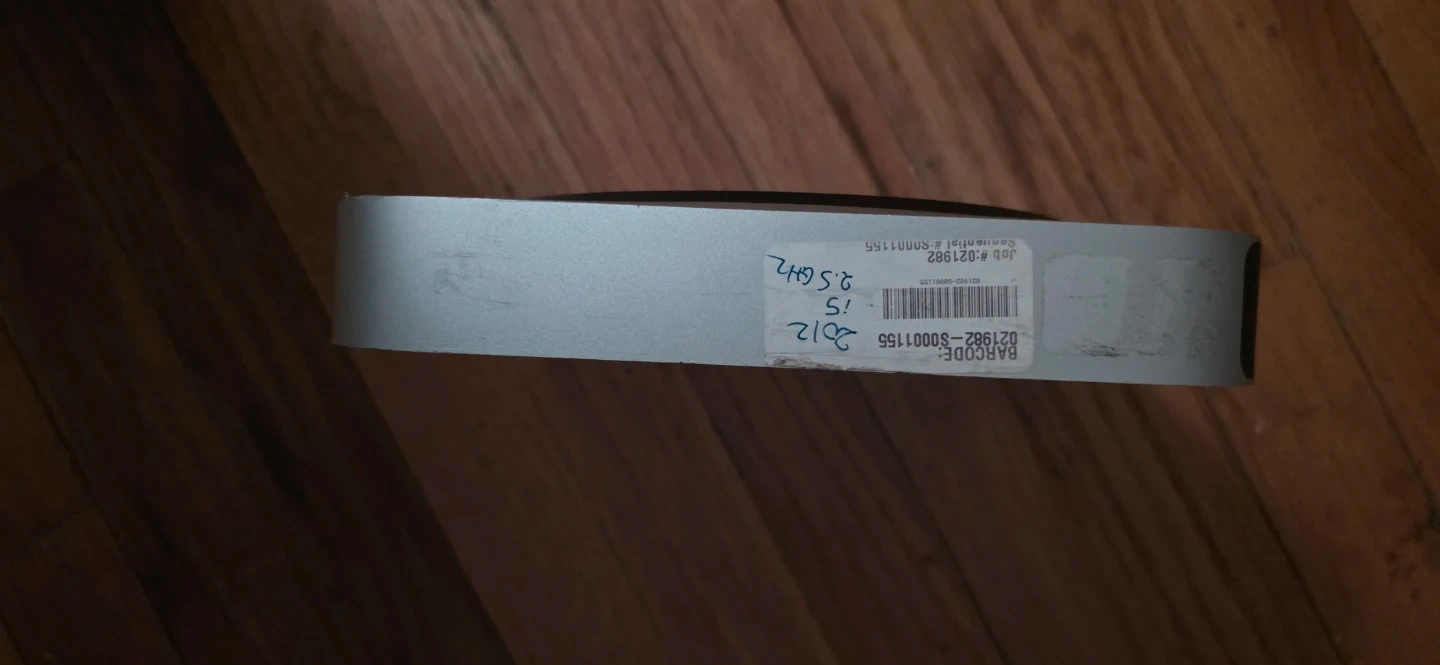 BARCODE:
021982-S0001155
021982-S0001155
Job #:021982
Sequential #:S0001155
2012
i5
2.5GHz